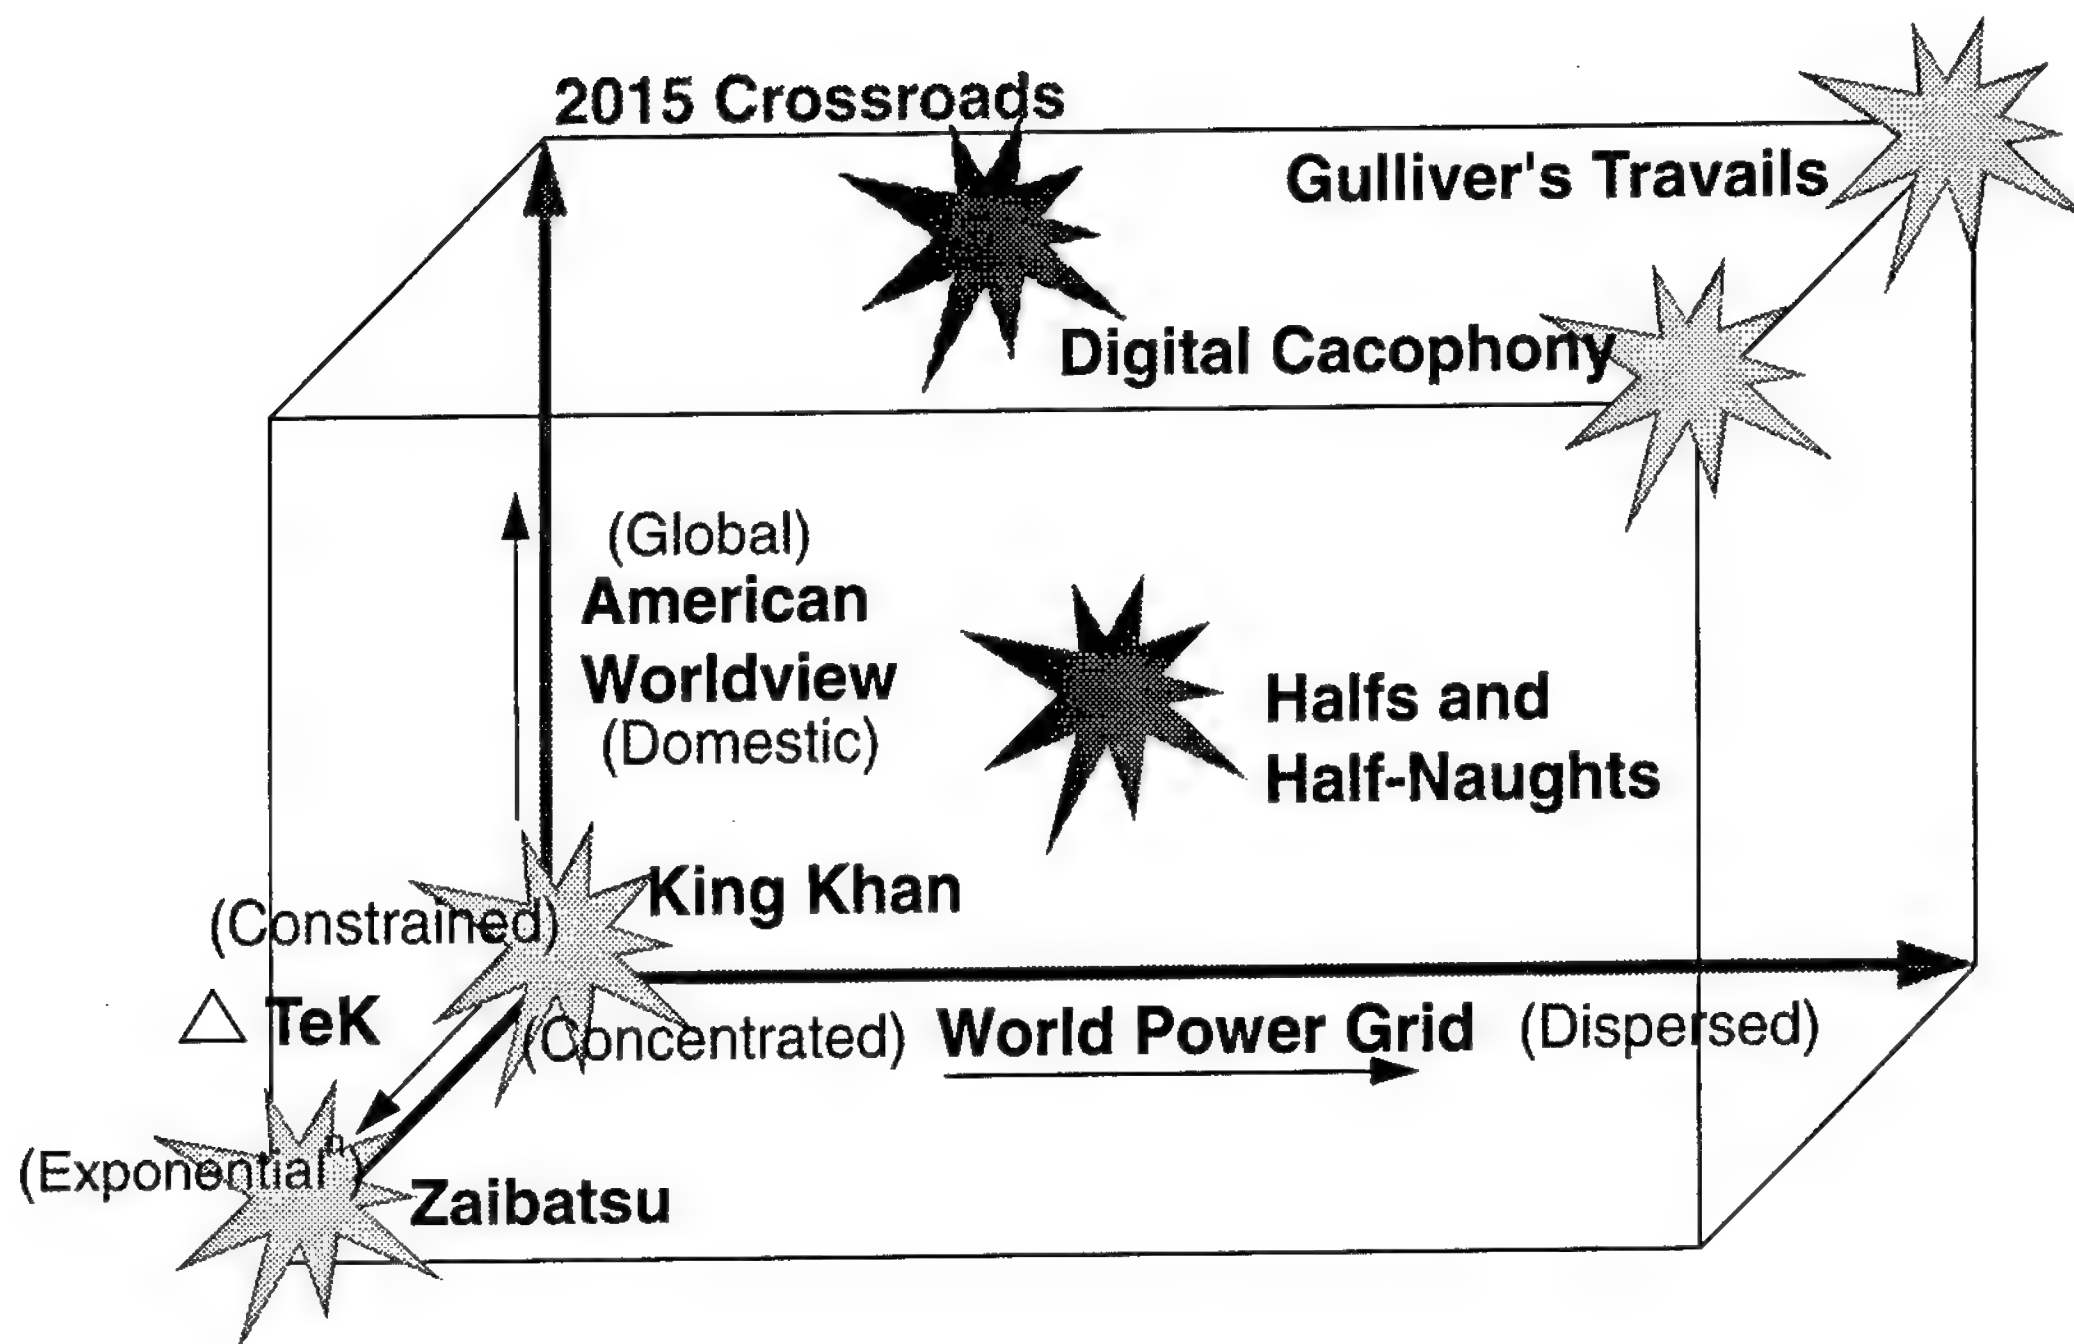 2015 Crossroads
Gulliver's Travails
Digital Cacophony
(Global)
American
Worldview
(Domestic)
Halfs and
Half-Naughts
King Khan
(Constrained)
△ TeK
(Concentrated) World Power Grid (Dispersed)
(Exponentialⁿ)
Zaibatsu